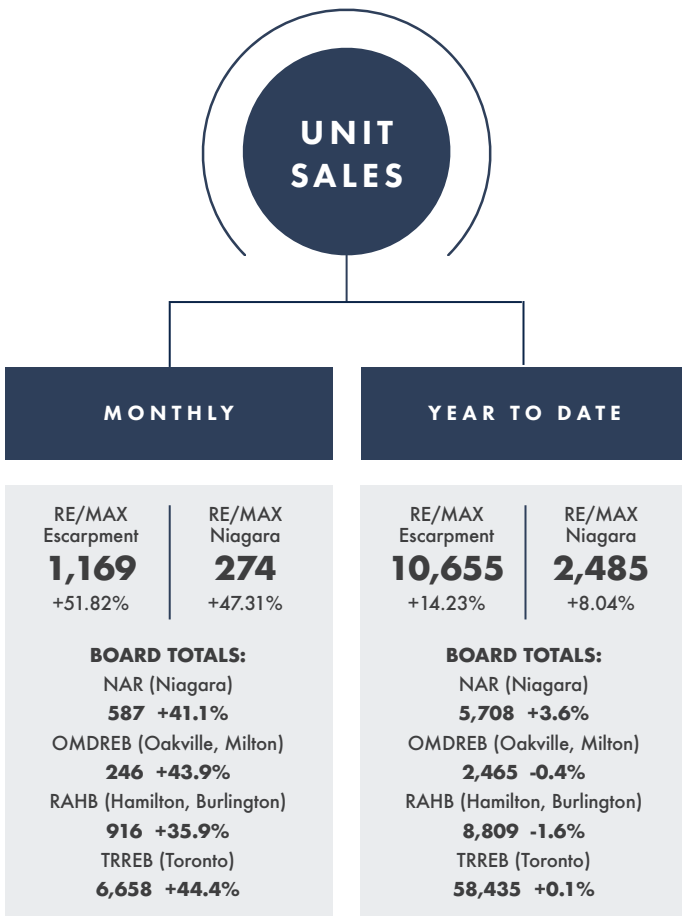 UNIT
SALES
MONTHLY
RE/MAX
Escarpment
1,169
+51.82%
RE/MAX
Niagara
274
+47.31%
BOARD TOTALS:
NAR (Niagara)
587 +41.1%
OMDREB (Oakville, Milton)
246 +43.9%
RAHB (Hamilton, Burlington)
916 +35.9%
TRREB (Toronto)
6,658 +44.4%
YEAR TO DATE
RE/MAX
Escarpment
10,655
+14.23%
RE/MAX
Niagara
2,485
+8.04%
BOARD TOTALS:
NAR (Niagara)
5,708 +3.6%
OMDREB (Oakville, Milton)
2,465 -0.4%
RAHB (Hamilton, Burlington)
8,809 -1.6%
TRREB (Toronto)
58,435 +0.1%